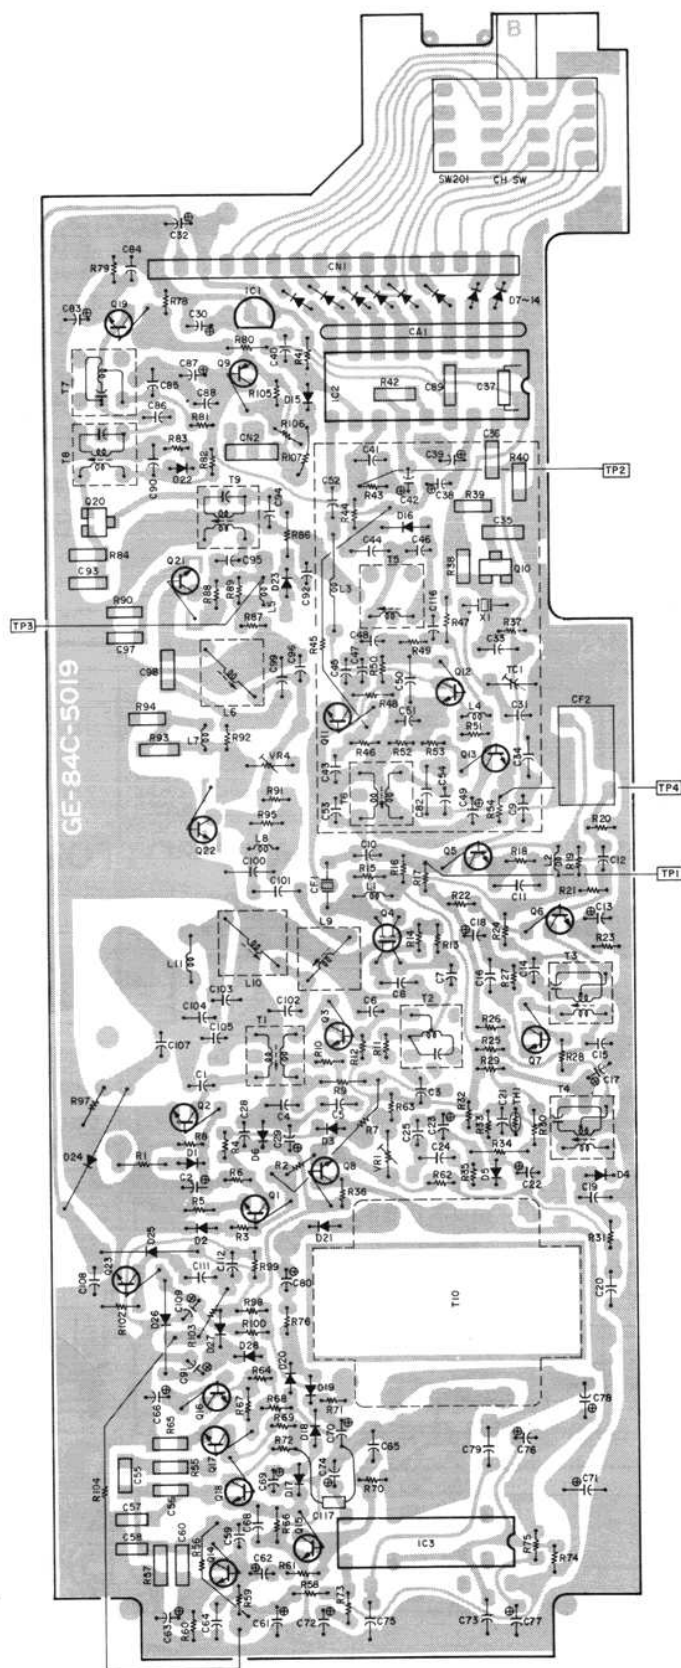 B
SW201 CH SW
C32
R79 C84
CN1
C83 Q19 R78 C30 IC1
D7~14
CA1
R80 C40 R41
T7 C87 Q9
C85 C88 R105 D15 IC2 R42 C89 C37
C86 R81 R106
T8 R83 R82 CN2 R107 C41 C39 C36 R40
C90 D22 TP2
T9 C94 C52 R43 C42 C38
Q20 R44 D16 R39
R86 C35
R84 C95 C44 C46
Q21 T5 R38 Q10
C93 R88 R89 D23 C92 L3
L5 C116 X1
R90 R87 R47 R37
TP3 C48
C97 R45 R49 C33
C98 C99 C96 C45 C47 R50 C50 Q12 TC1
L6 R48 CF2
R94 Q11 C51 L4 C31
GE-84C-5019
R93 L7 R92 R46 R52 R53 R51
VR4 C43 Q13 C34
R91 C53 T6 C82 C54 C49 R54 C9 TP4
R95 R20
Q22 L8 C10 Q5 R18 L2 R19 C12
C100 CF1 R15 R16 R17 TP1
C101 L1 C11 R21
R22
Q4 Q6 C13
L9 R14 R13 C18 R24 R23
L11 L10 T3
C7 C16 R27 C14
C103 C8
C104 C102 C6 T2
T1 Q3 R26
C105 R12 R11 R25 Q7 R28 C15
C107 R10 R29 C17
C1 R9 C3 T4
R97 C4 C5 R63 R32 C21 TH1
Q2 C28 R7 C25 C23 R33 R30
R8 R4 D6 C29 D3
D24 R1 D1 R2 VR1 C24 R34
C2 R6 Q8 R62 R35 D5 C22 D4
R5 Q1 R36 C19
D2 R3 D21 R31
D25
Q23 C112 R99 C80 T10 C20
C108 C111
R102 C109 R98 R76
D26 R103 D27 R100
D28
C91 R64 D20 D19
C66 Q16 R67 R68 R71 C78
R65 R69 D18 C70 C65 C79 C76
Q17 R72
R104 C55 R55 C74 R70 C71
C56 Q18 C69 D17
C57 C68 C117
C58 C60 C59 R66 Q15 IC3 R75 R74
R57 R56 Q14 C62 R61
R59 R58 R73
C63 R60 C64 C61 C72 C75 C73 C77